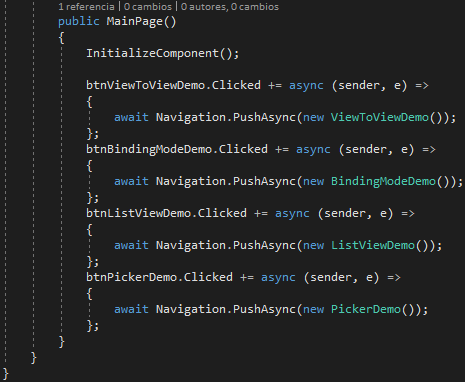 1 referencia | 0 cambios | 0 autores, 0 cambios
public MainPage()
{
InitializeComponent();
btnViewToViewDemo.Clicked += async (sender, e) =>
{
await Navigation.PushAsync(new ViewToViewDemo());
};
btnBindingModeDemo.Clicked += async (sender, e) =>
{
await Navigation.PushAsync(new BindingModeDemo());
};
btnListViewDemo.Clicked += async (sender, e) =>
{
await Navigation.PushAsync(new ListViewDemo());
};
btnPickerDemo.Clicked += async (sender, e) =>
{
await Navigation.PushAsync(new PickerDemo());
};
}
}
}